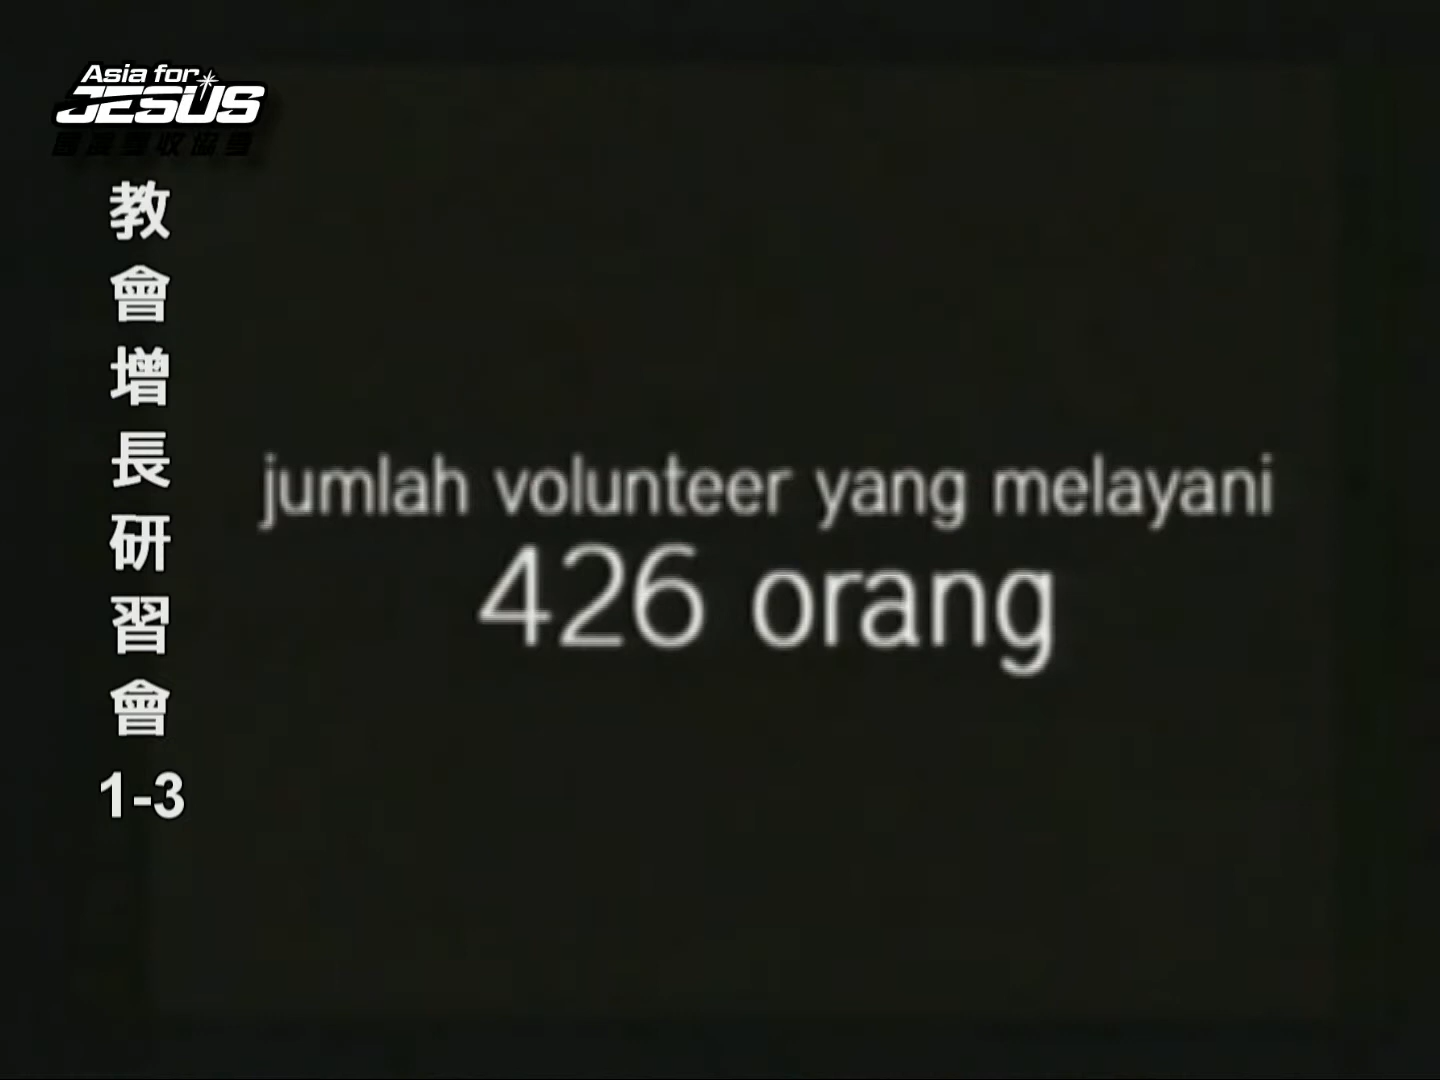 Asia for
JESUS
教會增長研習會
1-3
jumlah volunteer yang melayani
426 orang